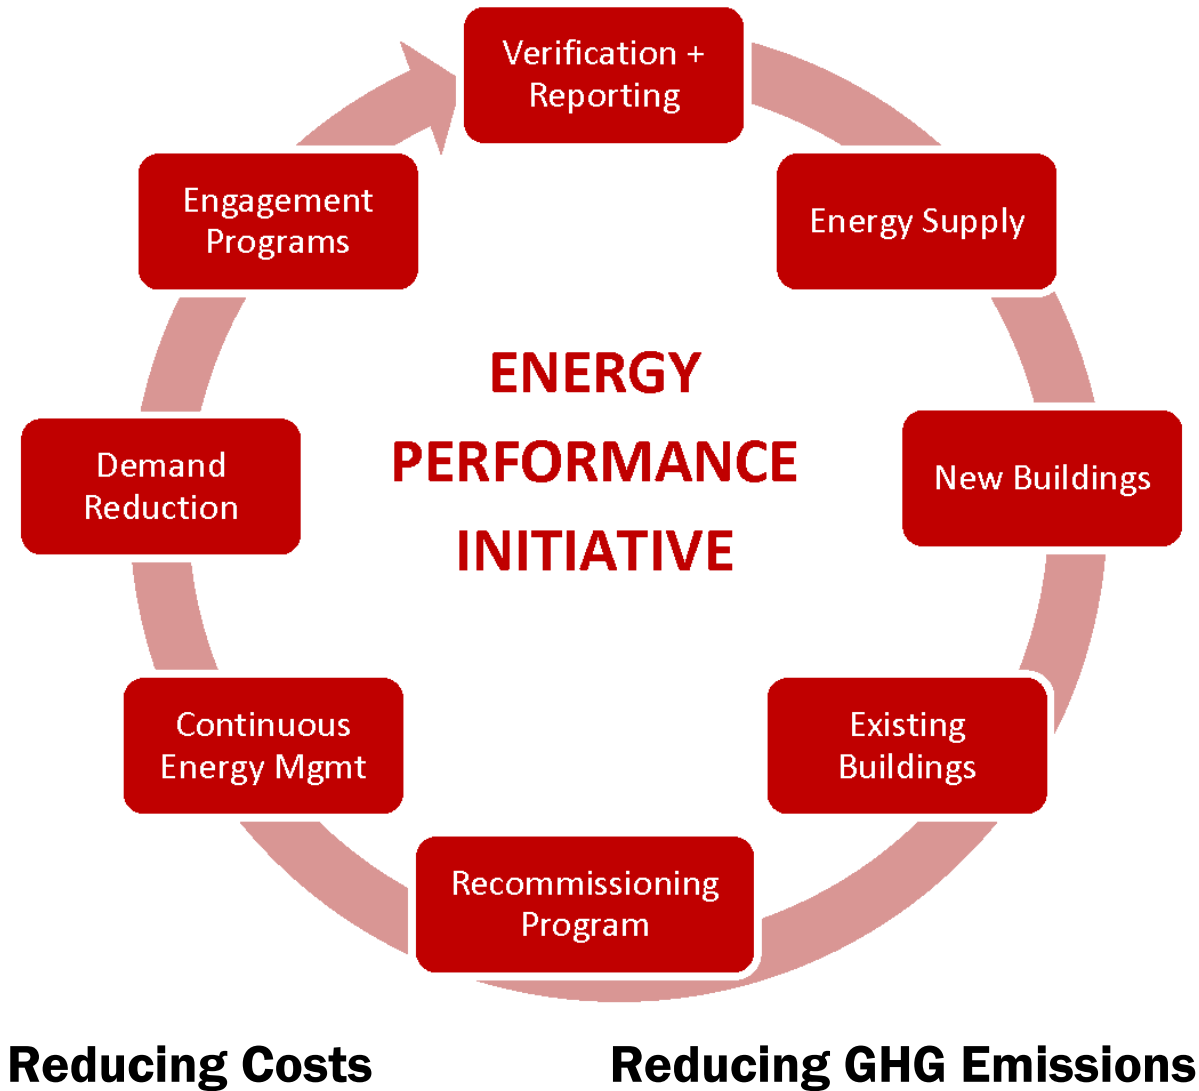 Verification +
Reporting
Energy Supply
New Buildings
Existing
Buildings
Recommissioning
Program
Continuous
Energy Mgmt
Demand
Reduction
Engagement
Programs
ENERGY
PERFORMANCE
INITIATIVE
Reducing Costs
Reducing GHG Emissions